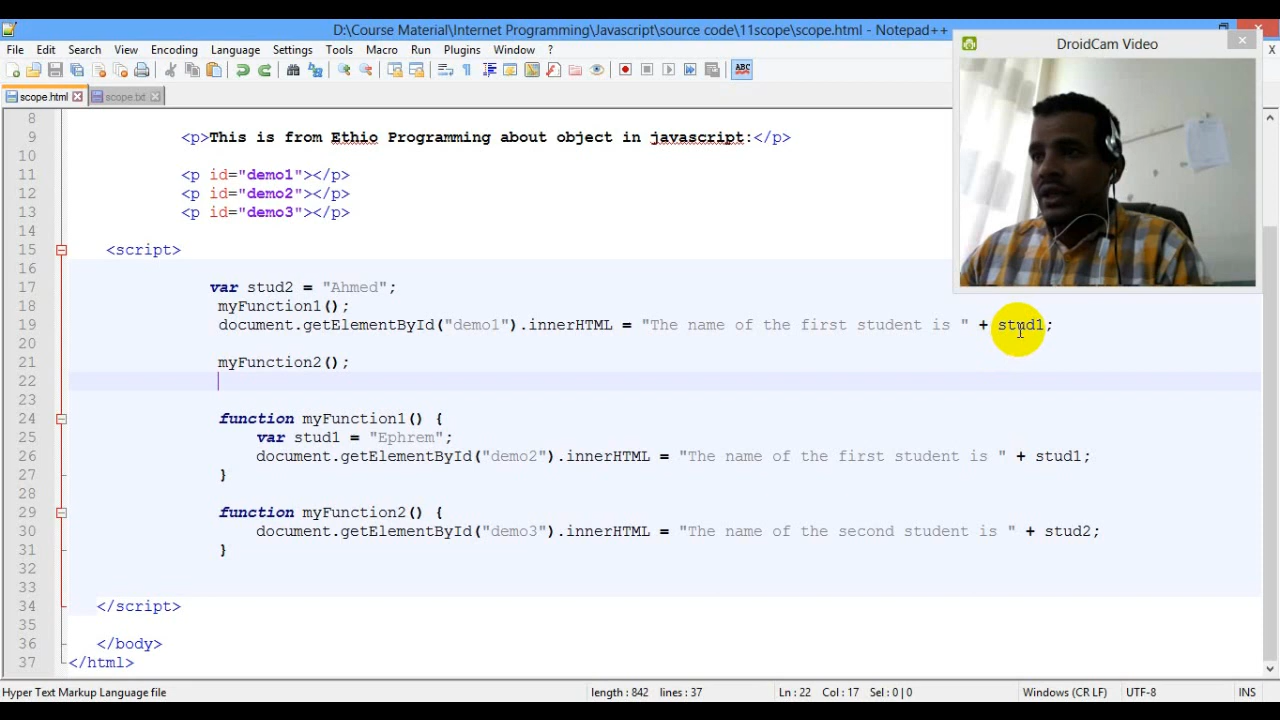 D:\Course Material\Internet Programming\Javascript\source code\11scope\scope.html - Notepad++
File Edit Search View Encoding Language Settings Tools Macro Run Plugins Window ?
X
DroidCam Video
ABC
scope.html scope.txt
8
9 <p>This is from Ethio Programming about object in javascript:</p>
10
11 <p id="demo1"></p>
12 <p id="demo2"></p>
13 <p id="demo3"></p>
14
15 <script>
16
17 var stud2 = "Ahmed";
18 myFunction1();
19 document.getElementById("demo1").innerHTML = "The name of the first student is " + stud1;
20
21 myFunction2();
22
23
24 function myFunction1() {
25 var stud1 = "Ephrem";
26 document.getElementById("demo2").innerHTML = "The name of the first student is " + stud1;
27 }
28
29 function myFunction2() {
30 document.getElementById("demo3").innerHTML = "The name of the second student is " + stud2;
31 }
32
33
34 </script>
35
36 </body>
37 </html>
Hyper Text Markup Language file length : 842 lines : 37 Ln : 22 Col : 17 Sel : 0 | 0 Windows (CR LF) UTF-8 INS